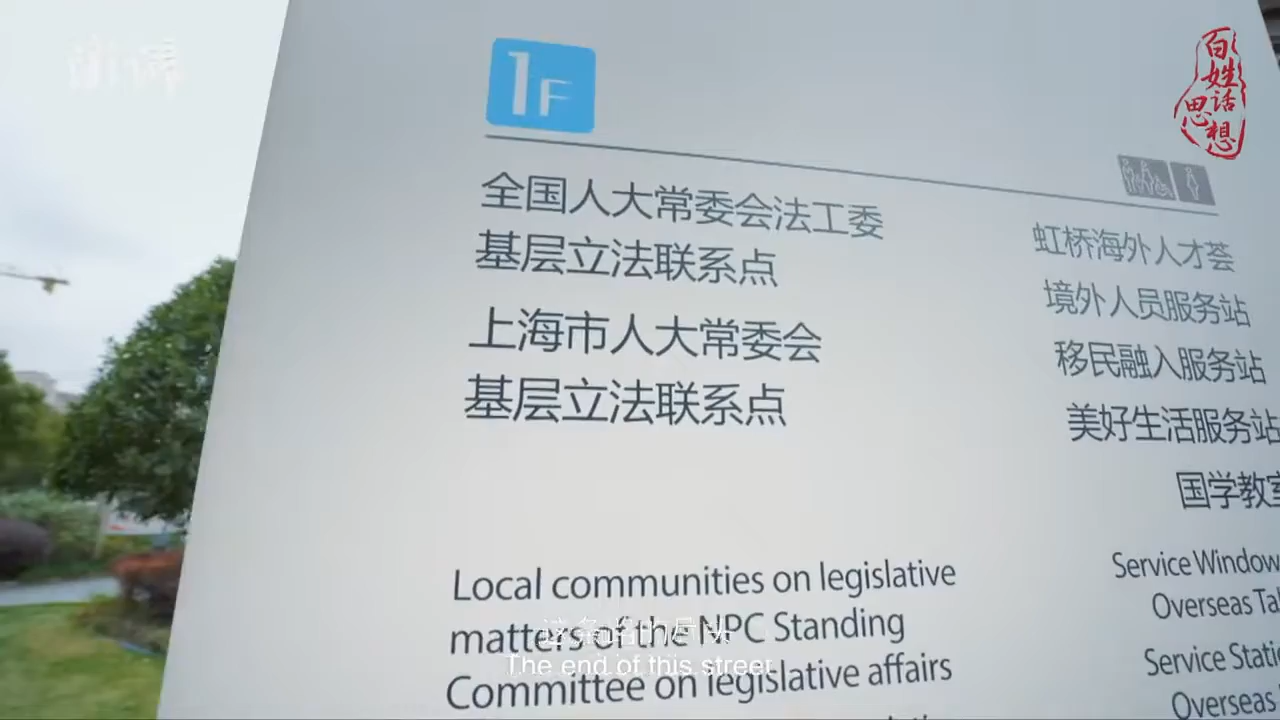 百姓话思想
1F
全国人大常委会法工委
基层立法联系点
上海市人大常委会
基层立法联系点
虹桥海外人才荟
境外人员服务站
移民融入服务站
美好生活服务站
国学教室
Local communities on legislative
matters of the NPC Standing
Committee on legislative affairs
Service Window
Overseas Tal
Service Static
Overseas
The end of this street